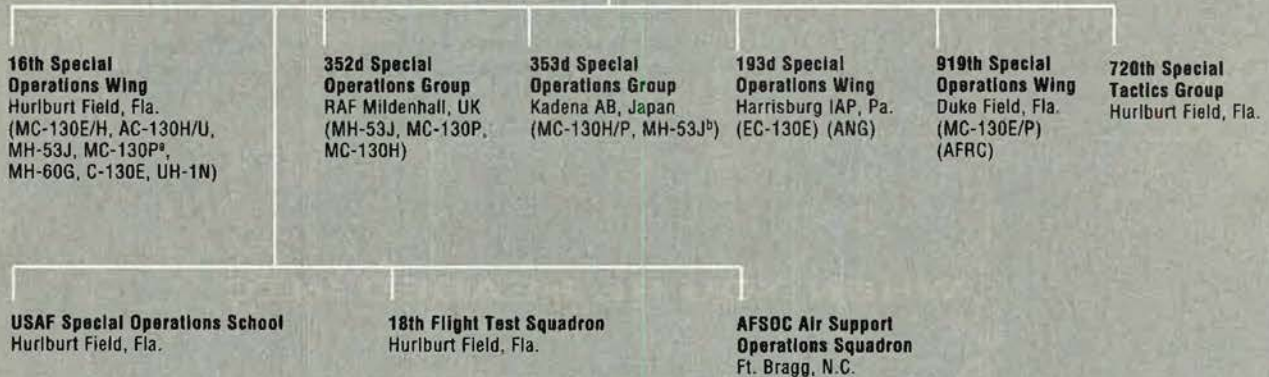 16th Special
Operations Wing
Hurlburt Field, Fla.
(MC-130E/H, AC-130H/U,
MH-53J, MC-130Pª,
MH-60G, C-130E, UH-1N)
352d Special
Operations Group
RAF Mildenhall, UK
(MH-53J, MC-130P,
MC-130H)
353d Special
Operations Group
Kadena AB, Japan
(MC-130H/P, MH-53Jᵇ)
193d Special
Operations Wing
Harrisburg IAP, Pa.
(EC-130E) (ANG)
919th Special
Operations Wing
Duke Field, Fla.
(MC-130E/P)
(AFRC)
720th Special
Tactics Group
Hurlburt Field, Fla.
USAF Special Operations School
Hurlburt Field, Fla.
18th Flight Test Squadron
Hurlburt Field, Fla.
AFSOC Air Support
Operations Squadron
Ft. Bragg, N.C.